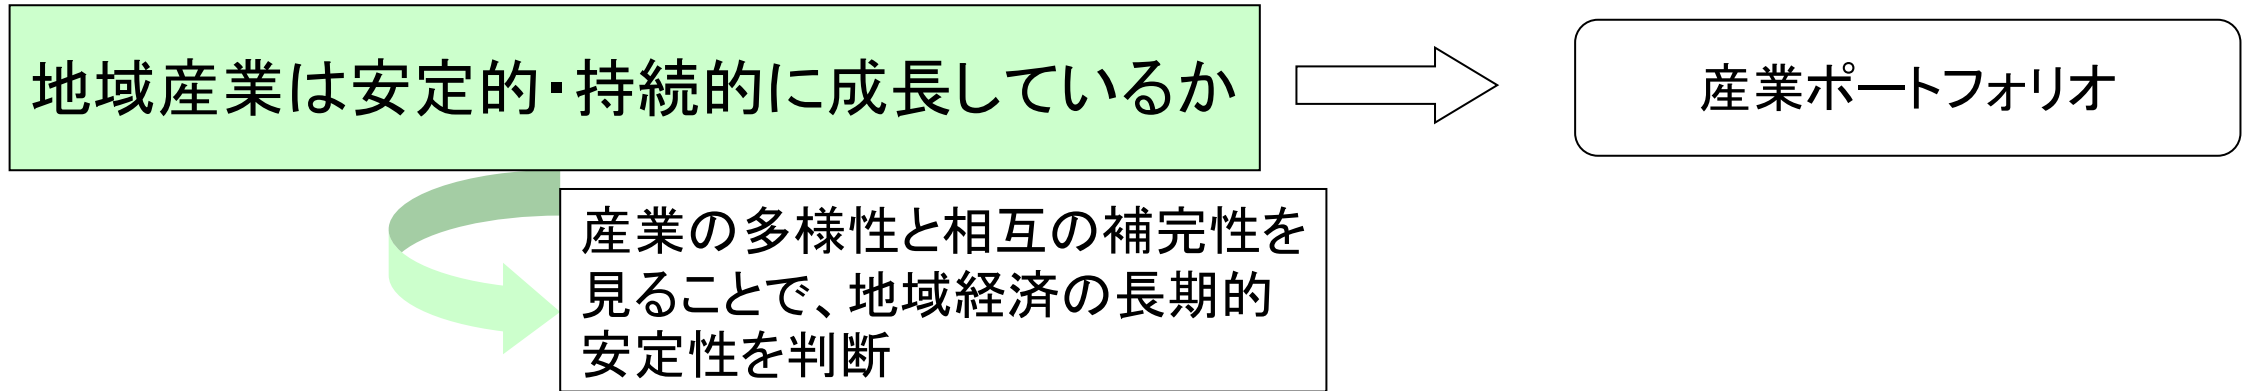 地域産業は安定的・持続的に成長しているか
産業ポートフォリオ
産業の多様性と相互の補完性を
見ることで、地域経済の長期的
安定性を判断